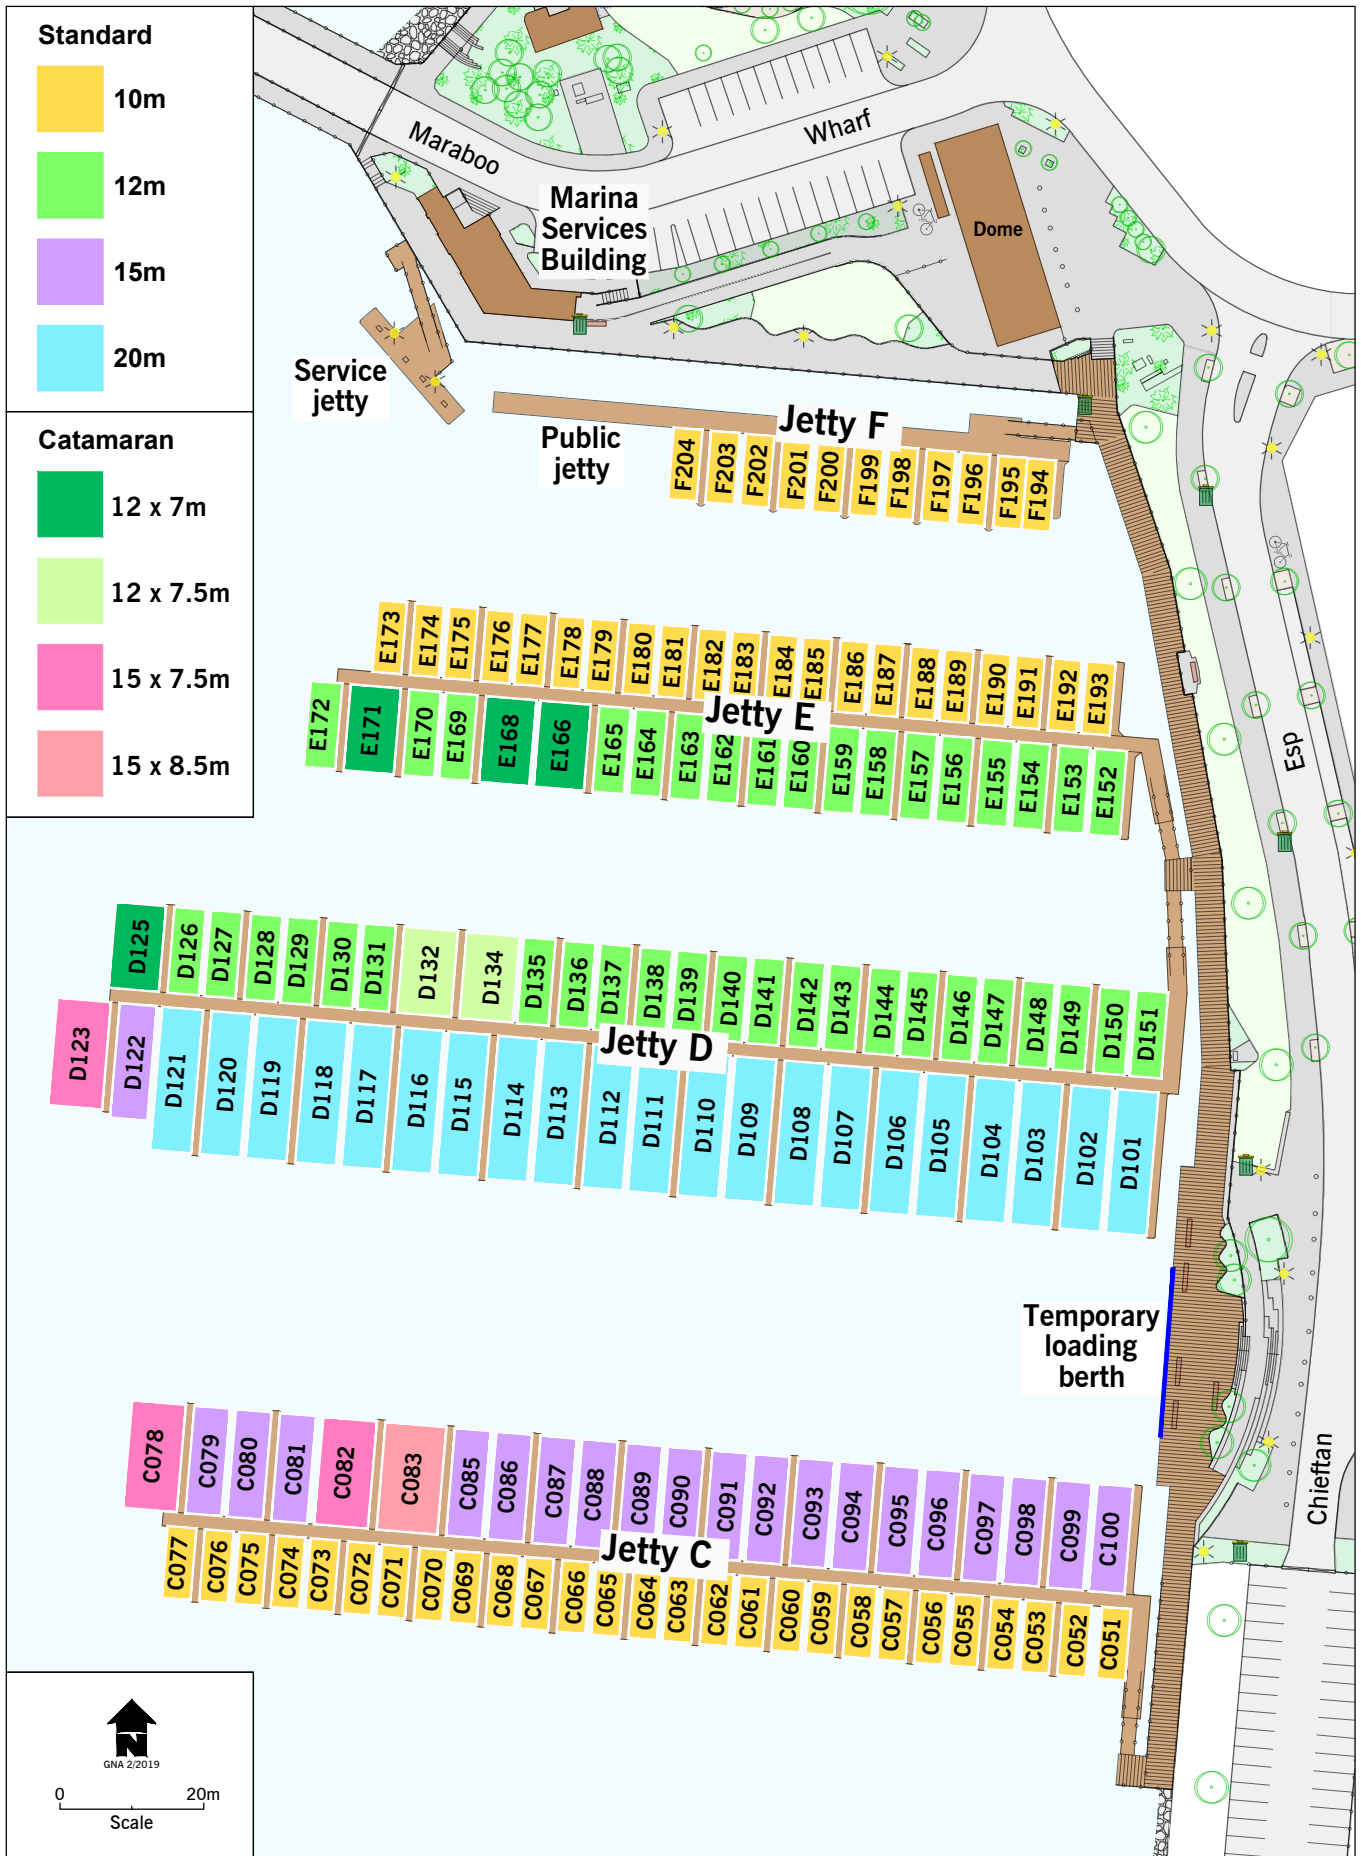 Standard
10m
12m
15m
20m
Catamaran
12 x 7m
12 x 7.5m
15 x 7.5m
15 x 8.5m
Maraboo
Wharf
Marina
Services
Building
Dome
Service
jetty
Public
jetty
Jetty F
F204
F203
F202
F201
F200
F199
F198
F197
F196
F195
F194
E173
E174
E175
E176
E177
E178
E179
E180
E181
E182
E183
E184
E185
E186
E187
E188
E189
E190
E191
E192
E193
Jetty E
E172
E171
E170
E169
E168
E166
E165
E164
E163
E162
E161
E160
E159
E158
E157
E156
E155
E154
E153
E152
Esp
D125
D126
D127
D128
D129
D130
D131
D132
D134
D135
D136
D137
D138
D139
D140
D141
D142
D143
D144
D145
D146
D147
D148
D149
D150
D151
Jetty D
D123
D122
D121
D120
D119
D118
D117
D116
D115
D114
D113
D112
D111
D110
D109
D108
D107
D106
D105
D104
D103
D102
D101
Temporary
loading
berth
Chieftan
C078
C079
C080
C081
C082
C083
C085
C086
C087
C088
C089
C090
C091
C092
C093
C094
C095
C096
C097
C098
C099
C100
Jetty C
C077
C076
C075
C074
C073
C072
C071
C070
C069
C068
C067
C066
C065
C064
C063
C062
C061
C060
C059
C058
C057
C056
C055
C054
C053
C052
C051
N
GNA 2/2019
0 20m
Scale